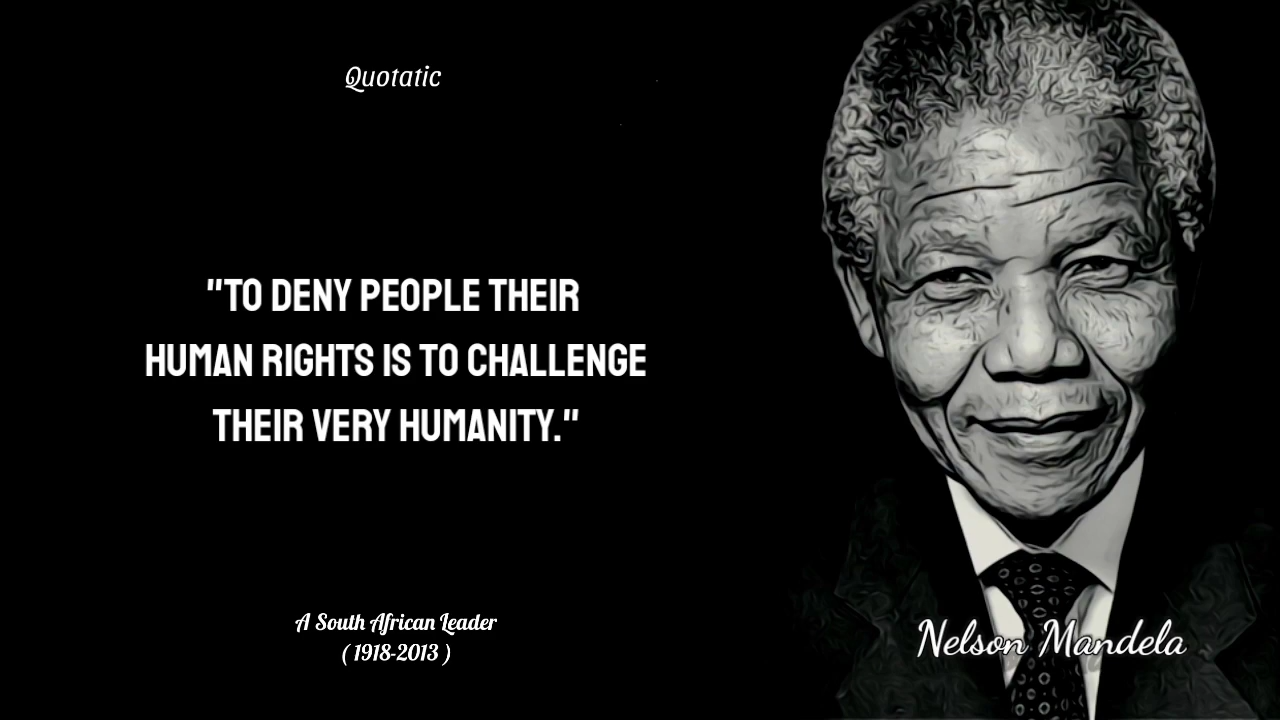 Quotatic
"TO DENY PEOPLE THEIR
HUMAN RIGHTS IS TO CHALLENGE
THEIR VERY HUMANITY."
A South African Leader
( 1918-2013 )
Nelson Mandela